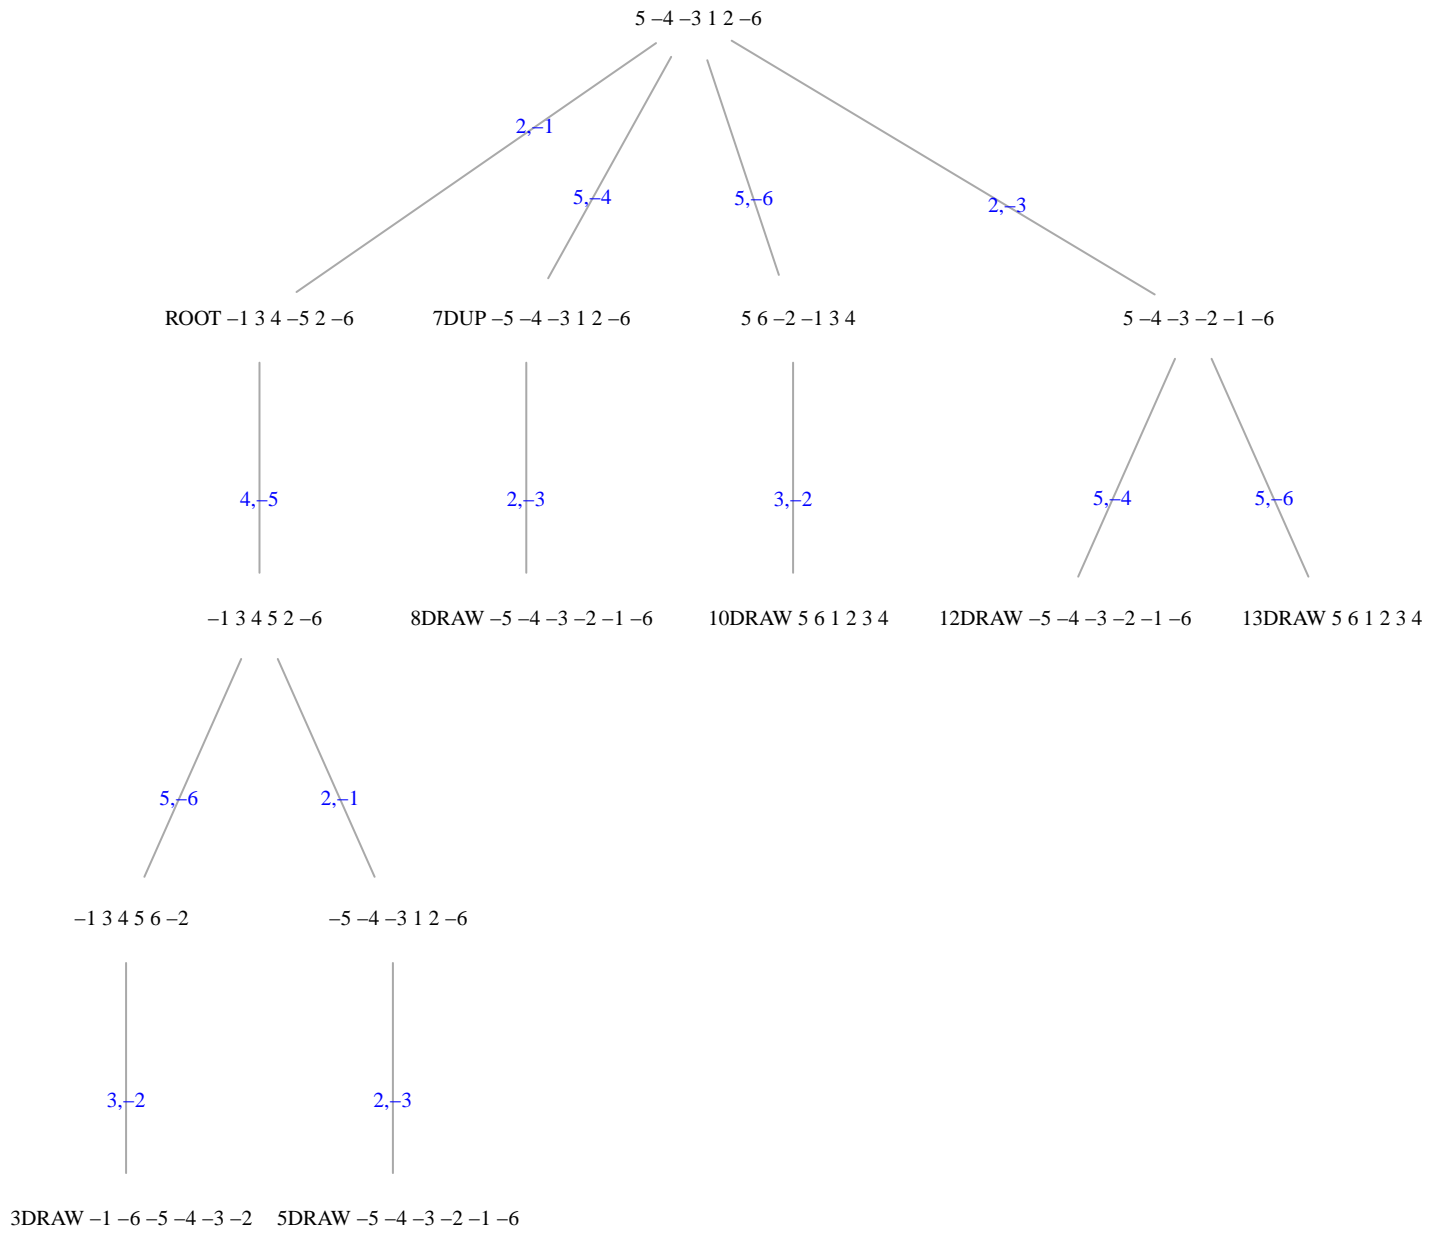 5 −4 −3 1 2 −6
2,−1
5,−4
5,−6
2,−3
ROOT −1 3 4 −5 2 −6
7DUP −5 −4 −3 1 2 −6
5 6 −2 −1 3 4
5 −4 −3 −2 −1 −6
4,−5
2,−3
3,−2
5,−4
5,−6
−1 3 4 5 2 −6
8DRAW −5 −4 −3 −2 −1 −6
10DRAW 5 6 1 2 3 4
12DRAW −5 −4 −3 −2 −1 −6
13DRAW 5 6 1 2 3 4
5,−6
2,−1
−1 3 4 5 6 −2
−5 −4 −3 1 2 −6
3,−2
2,−3
3DRAW −1 −6 −5 −4 −3 −2
5DRAW −5 −4 −3 −2 −1 −6